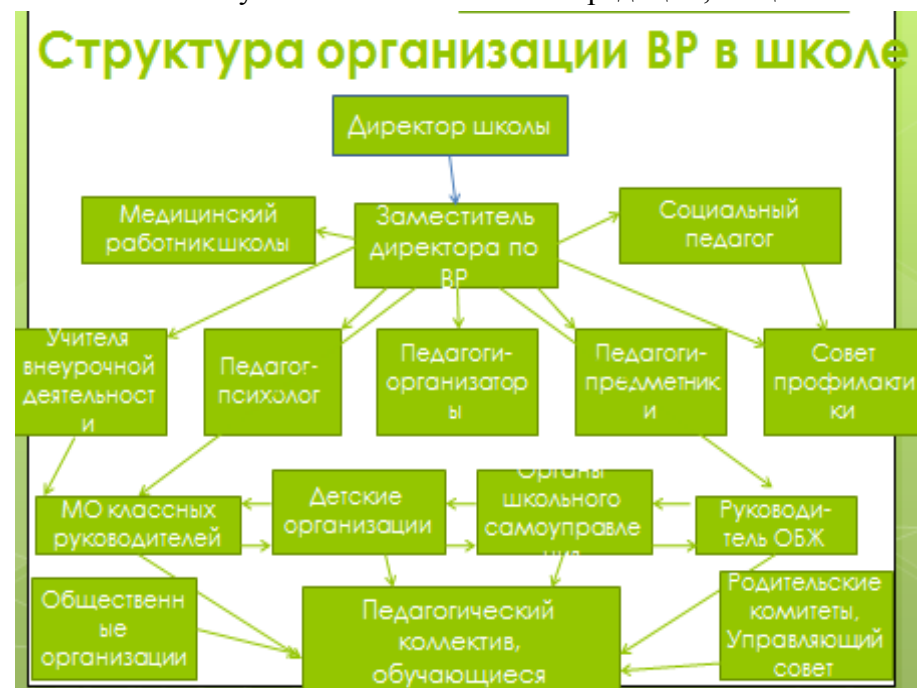 Структура организации ВР в школе
Директор школы
Медицинский
работник школы
Заместитель
директора по
ВР
Социальный
педагог
Учителя
внеурочной
деятельност
и
Педагог-
психолог
Педагоги-
организатор
ы
Педагоги-
предметник
и
Совет
профилакти
ки
МО классных
руководителей
Детские
организации
Органы
школьного
самоуправле
ния
Руководи-
тель ОБЖ
Общественн
ые
организации
Педагогический
коллектив,
обучающиеся
Родительские
комитеты,
Управляющий
совет